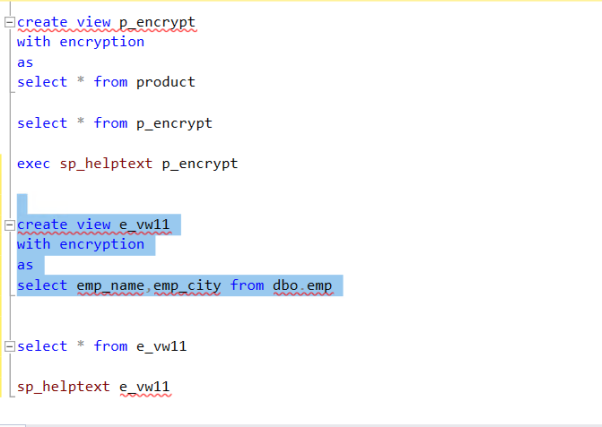 create view p_encrypt
with encryption
as
select * from product
select * from p_encrypt
exec sp_helptext p_encrypt
create view e_vw11
with encryption
as
select emp_name,emp_city from dbo.emp
select * from e_vw11
sp_helptext e_vw11